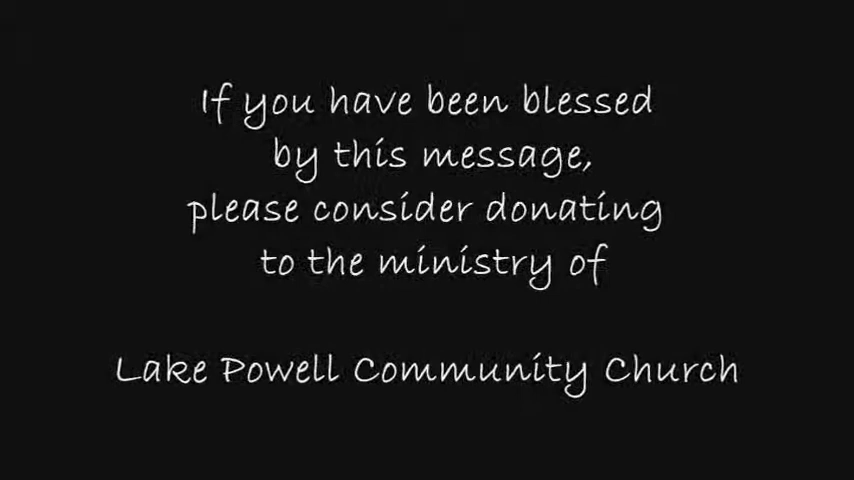 If you have been blessed
by this message,
please consider donating
to the ministry of
Lake Powell Community Church